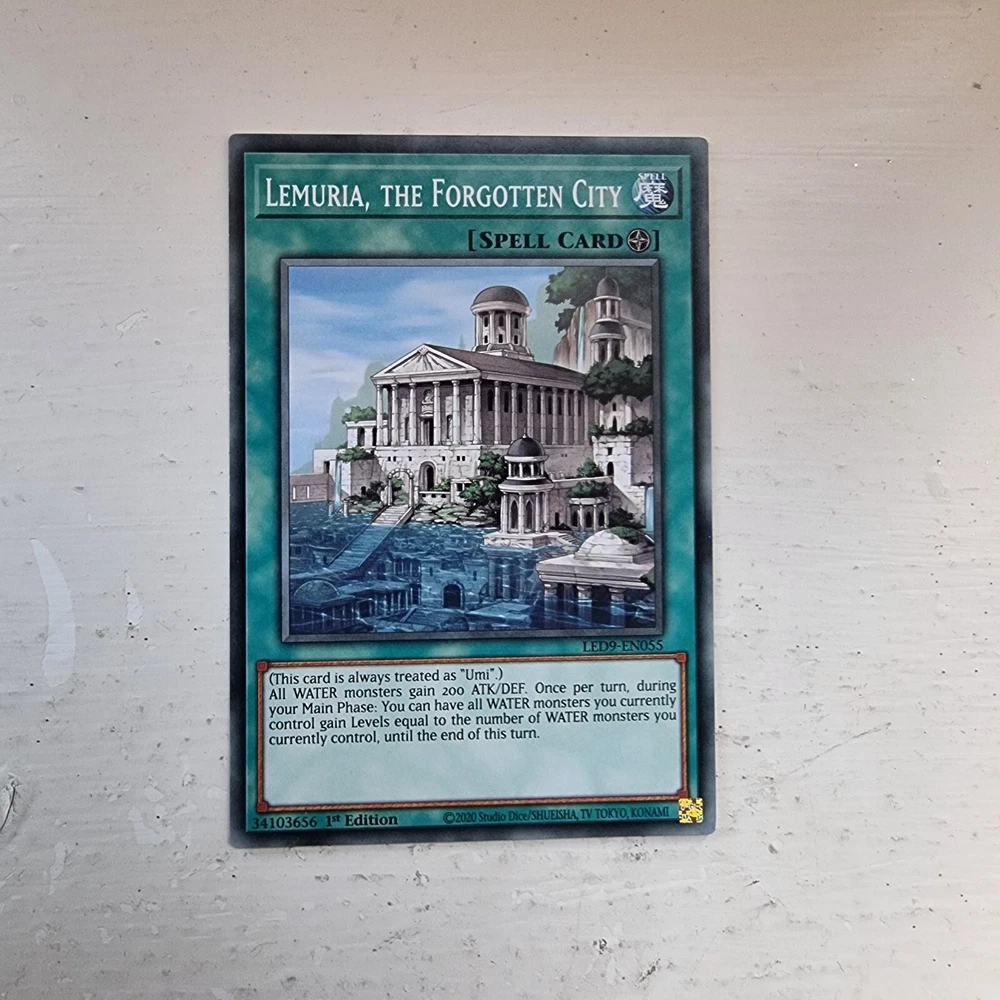 LEMURIA, THE FORGOTTEN CITY
SPELL
魔
[SPELL CARD]
LED9-EN055
(This card is always treated as "Umi".)
All WATER monsters gain 200 ATK/DEF. Once per turn, during
your Main Phase: You can have all WATER monsters you currently
control gain Levels equal to the number of WATER monsters you
currently control, until the end of this turn.
34103656 1st Edition
©2020 Studio Dice/SHUEISHA, TV TOKYO, KONAMI